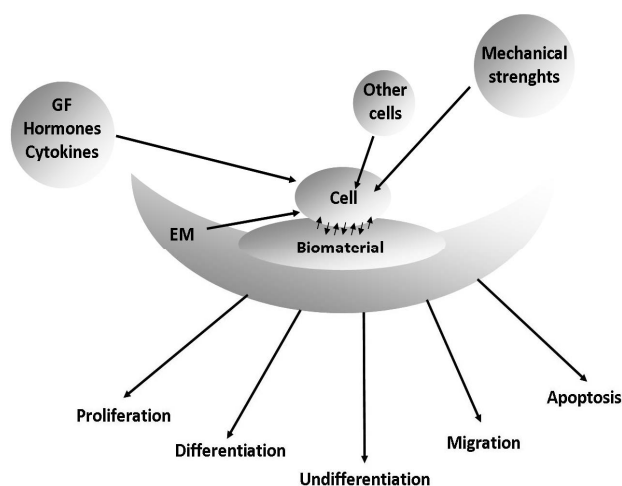 Mechanical
strenghts
Other
cells
GF
Hormones
Cytokines
Cell
EM
Biomaterial
Proliferation
Differentiation
Undifferentiation
Migration
Apoptosis